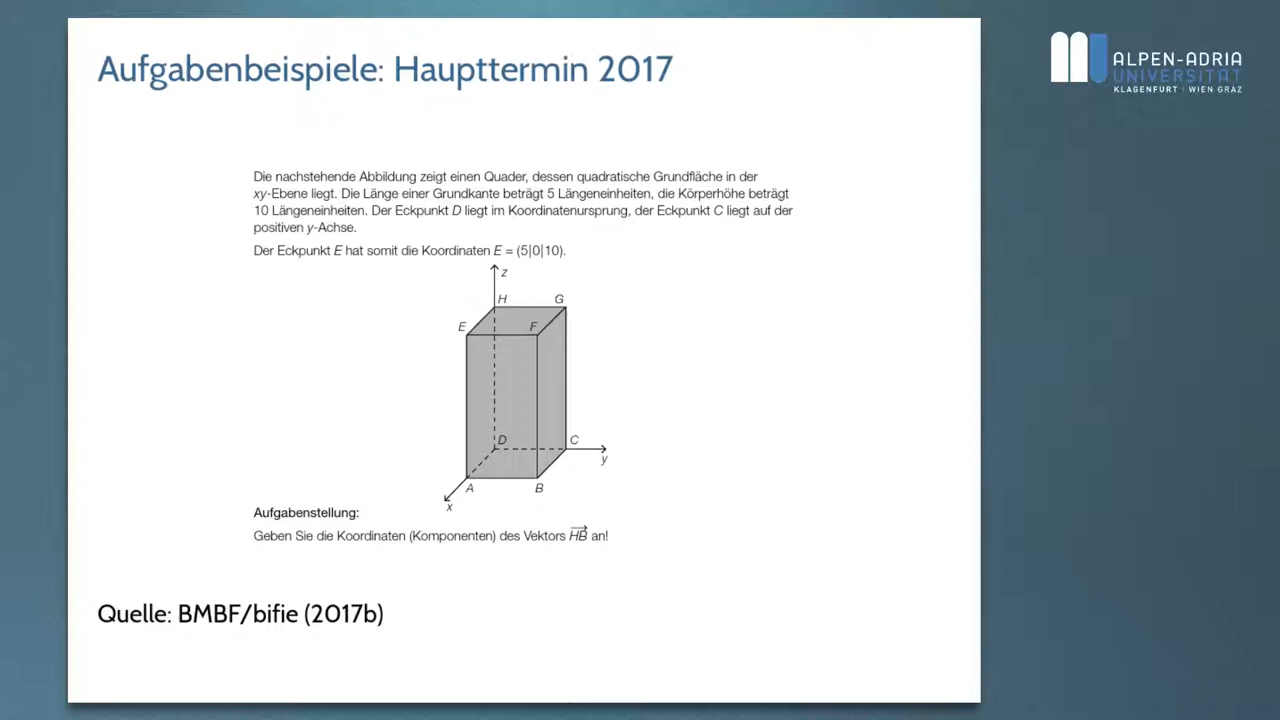 Aufgabenbeispiele: Haupttermin 2017
ALPEN-ADRIA
UNIVERSITÄT
KLAGENFURT | WIEN GRAZ
Die nachstehende Abbildung zeigt einen Quader, dessen quadratische Grundfläche in der
xy-Ebene liegt. Die Länge einer Grundkante beträgt 5 Längeneinheiten, die Körperhöhe beträgt
10 Längeneinheiten. Der Eckpunkt D liegt im Koordinatenursprung, der Eckpunkt C liegt auf der
positiven y-Achse.
Der Eckpunkt E hat somit die Koordinaten E = (5|0|10).
z
H G
E F
D C
y
A B
x
Aufgabenstellung:
Geben Sie die Koordinaten (Komponenten) des Vektors \overrightarrow{HB} an!
Quelle: BMBF/bifie (2017b)